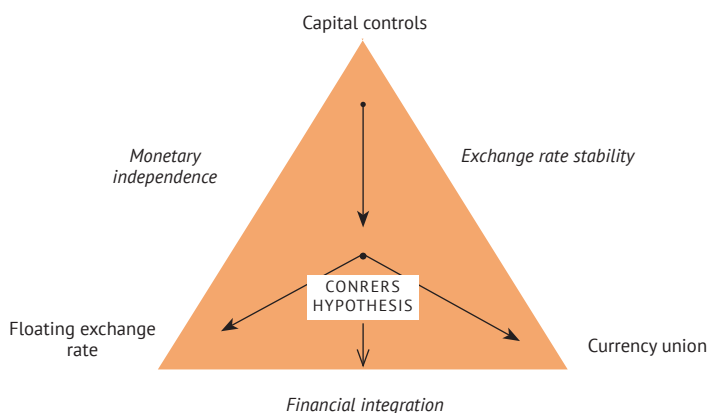 Capital controls
Monetary
independence
Exchange rate stability
CONRERS
HYPOTHESIS
Floating exchange
rate
Currency union
Financial integration